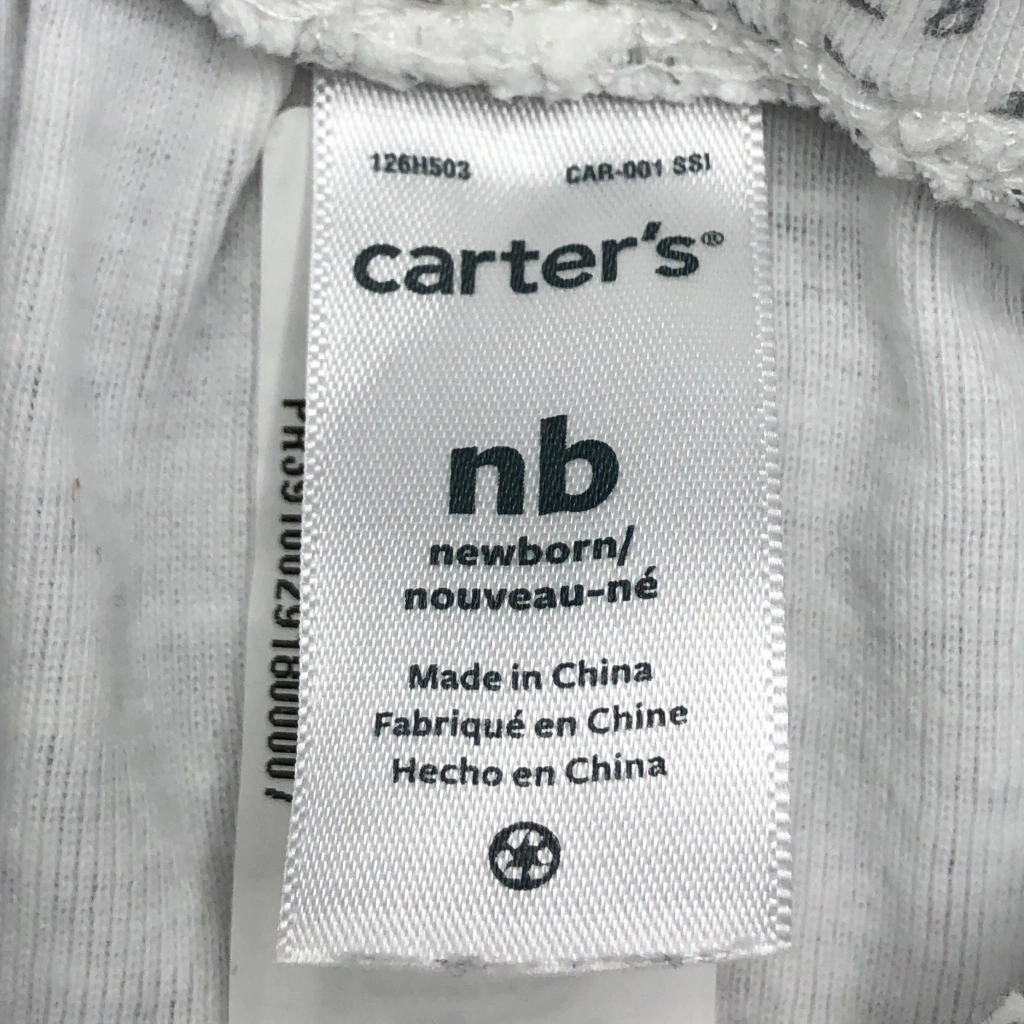 126H503 CAR-001 SSI
carter's®
nb
newborn/
nouveau-né
Made in China
Fabriqué en Chine
Hecho en China